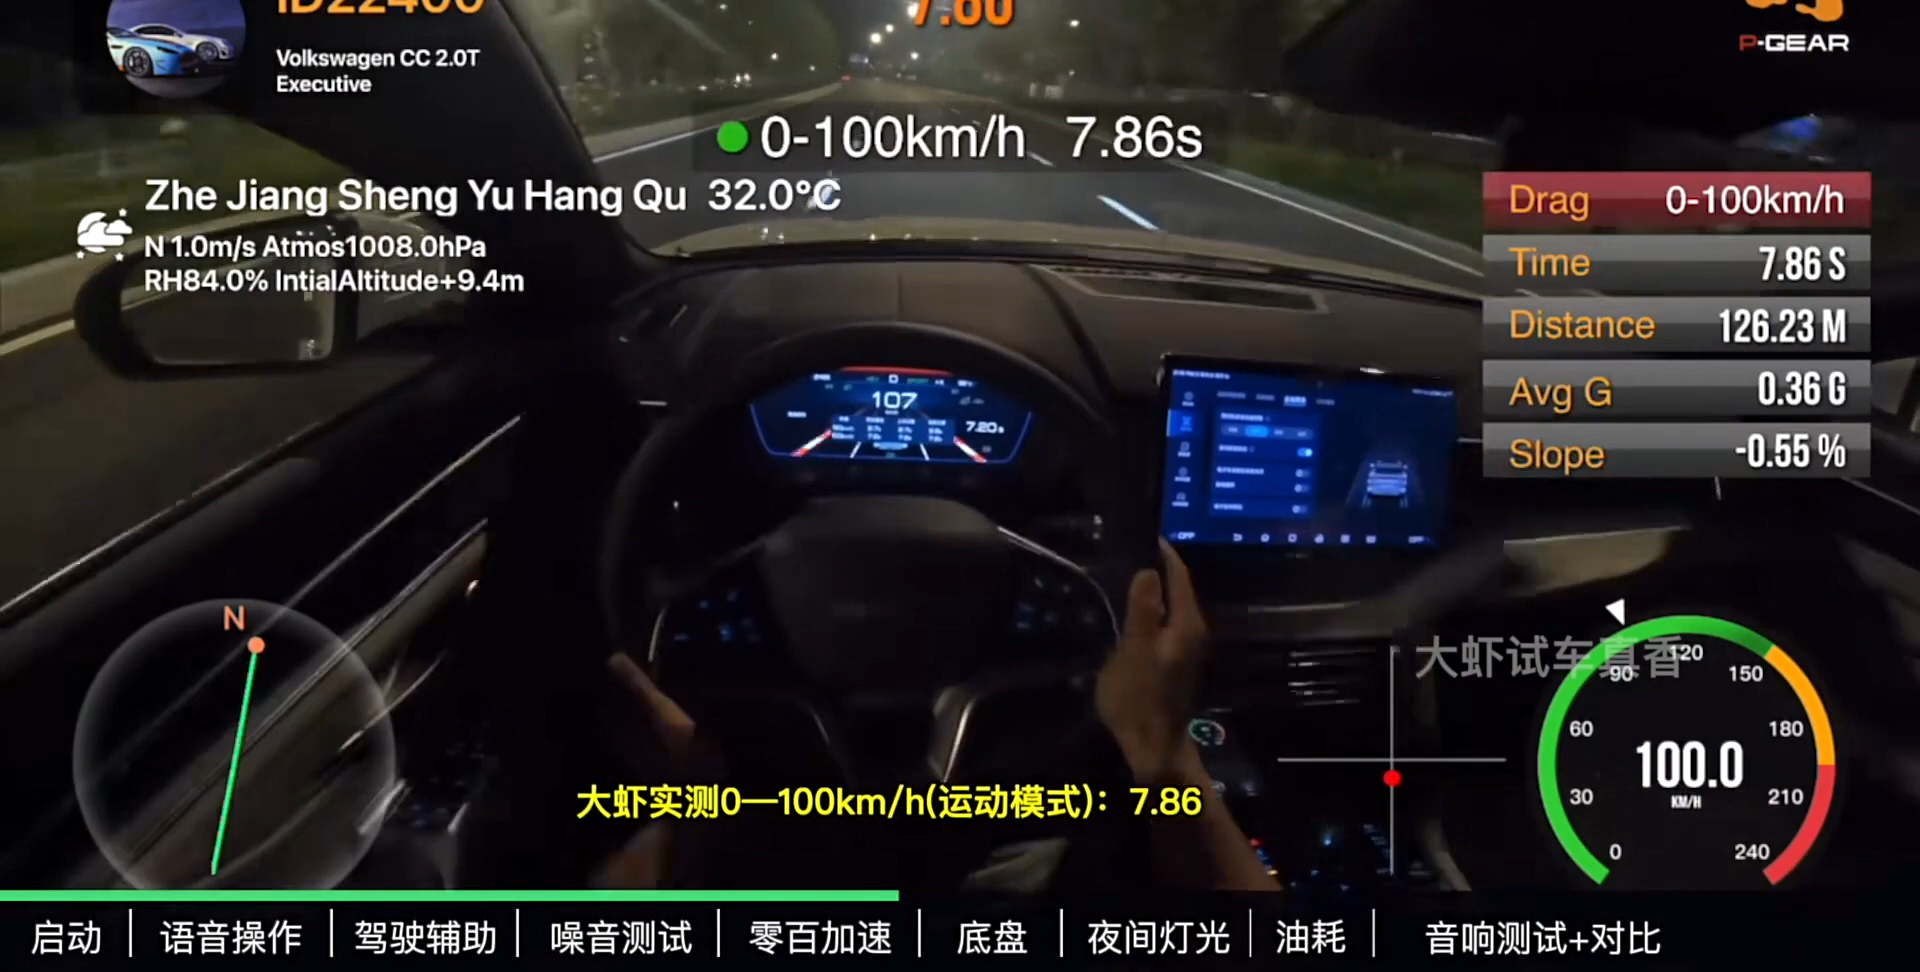 ID22400
Volkswagen CC 2.0T
Executive
7.80
P-GEAR
0-100km/h 7.86s
Zhe Jiang Sheng Yu Hang Qu 32.0°C
N 1.0m/s Atmos1008.0hPa
RH84.0% IntialAltitude+9.4m
Drag 0-100km/h
Time 7.86 S
Distance 126.23 M
Avg G 0.36 G
Slope -0.55 %
107
7.20s
N
大虾试车真香
0
30
60
90
120
150
180
210
240
100.0
KM/H
大虾实测0—100km/h(运动模式)：7.86
启动 | 语音操作 | 驾驶辅助 | 噪音测试 | 零百加速 | 底盘 | 夜间灯光 | 油耗 | 音响测试+对比